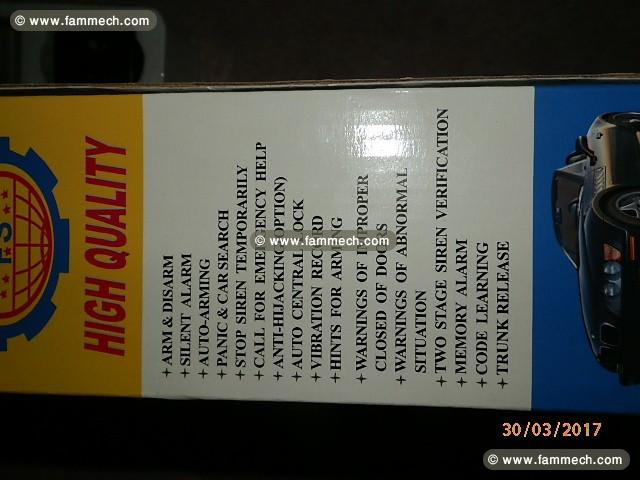 © www.fammech.com
© www.fammech.com
HIGH QUALITY
+ ARM & DISARM
+ SILENT ALARM
+ AUTO-ARMING
+ PANIC & CAR SEARCH
+ STOP SIREN TEMPORARILY
+ CALL FOR EMERGENCY HELP
+ ANTI-HIJACKING(OPTION)
+ AUTO CENTRAL LOCK
+ VIBRATION RECORD
+ HINTS FOR ARMING
+ WARNINGS OF IMPROPER
CLOSED OF DOORS
+ WARNINGS OF ABNORMAL
SITUATION
+ TWO STAGE SIREN VERIFICATION
+ MEMORY ALARM
+ CODE LEARNING
+ TRUNK RELEASE
© www.fammech.com
30/03/2017
© www.fammech.com